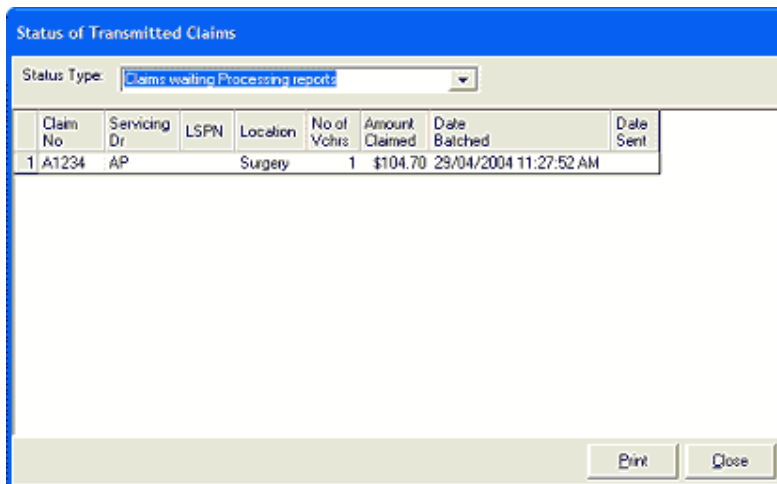 Status of Transmitted Claims
Status Type: Claims waiting Processing reports
Claim No Servicing Dr LSPN Location No of Vchrs Amount Claimed Date Batched Date Sent
1 A1234 AP Surgery 1 $104.70 29/04/2004 11:27:52 AM
Print Close